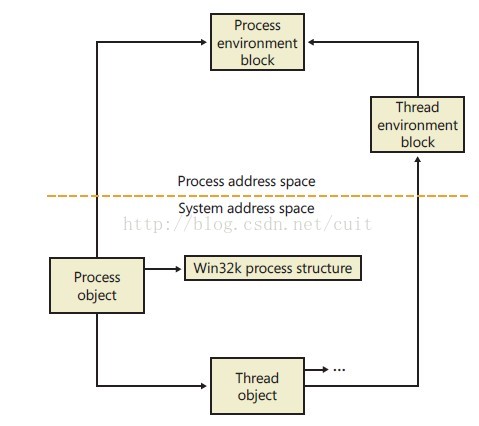 Process
environment
block
Thread
environment
block
Process address space
System address space
http://blog.csdn.net/cuit
Process
object
Win32k process structure
Thread
object
...